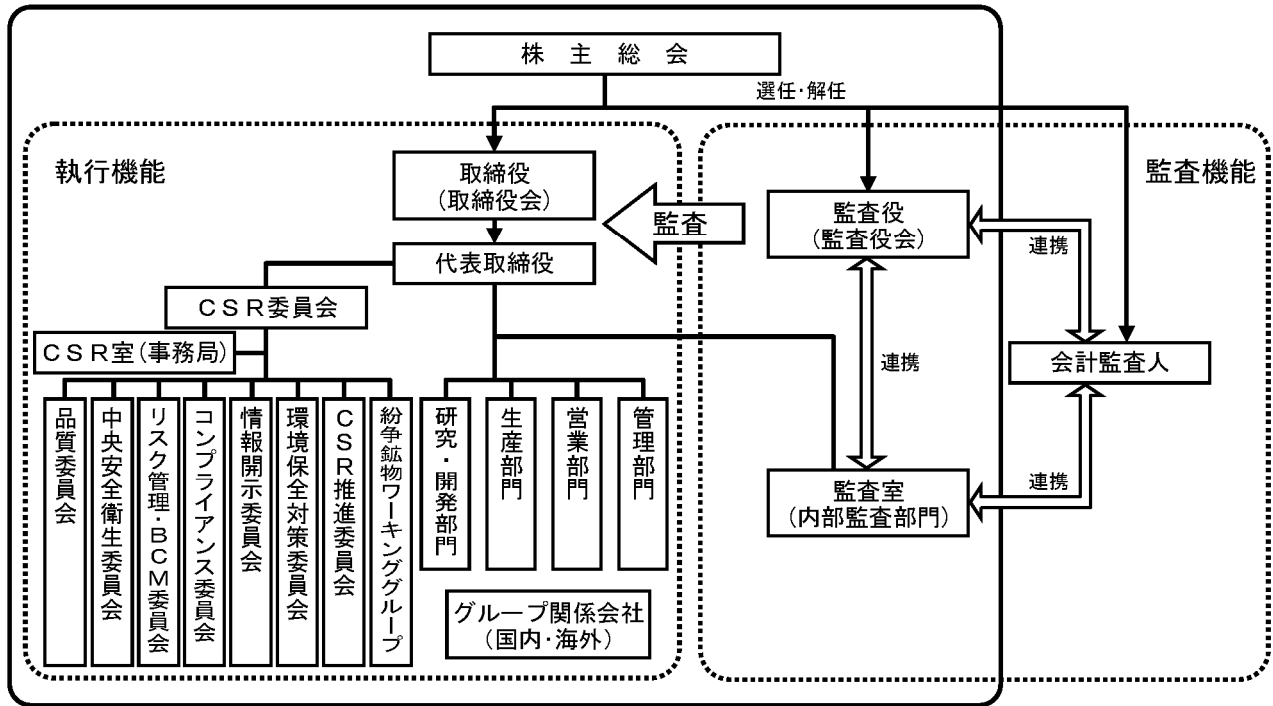 株主総会
選任・解任
執行機能
監査機能
取締役
(取締役会)
監査
監査役
(監査役会)
連携
代表取締役
CSR委員会
CSR室(事務局)
連携
会計監査人
品質委員会
中央安全衛生委員会
リスク管理・BCM委員会
コンプライアンス委員会
情報開示委員会
環境保全対策委員会
CSR推進委員会
紛争鉱物ワーキンググループ
研究・開発部門
生産部門
営業部門
管理部門
監査室
(内部監査部門)
連携
グループ関係会社
(国内・海外)